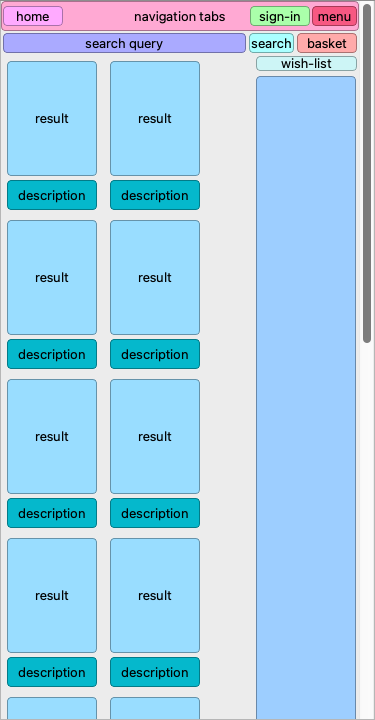 home navigation tabs sign-in menu
search query search basket
wish-list
result result
description description
result result
description description
result result
description description
result result
description description